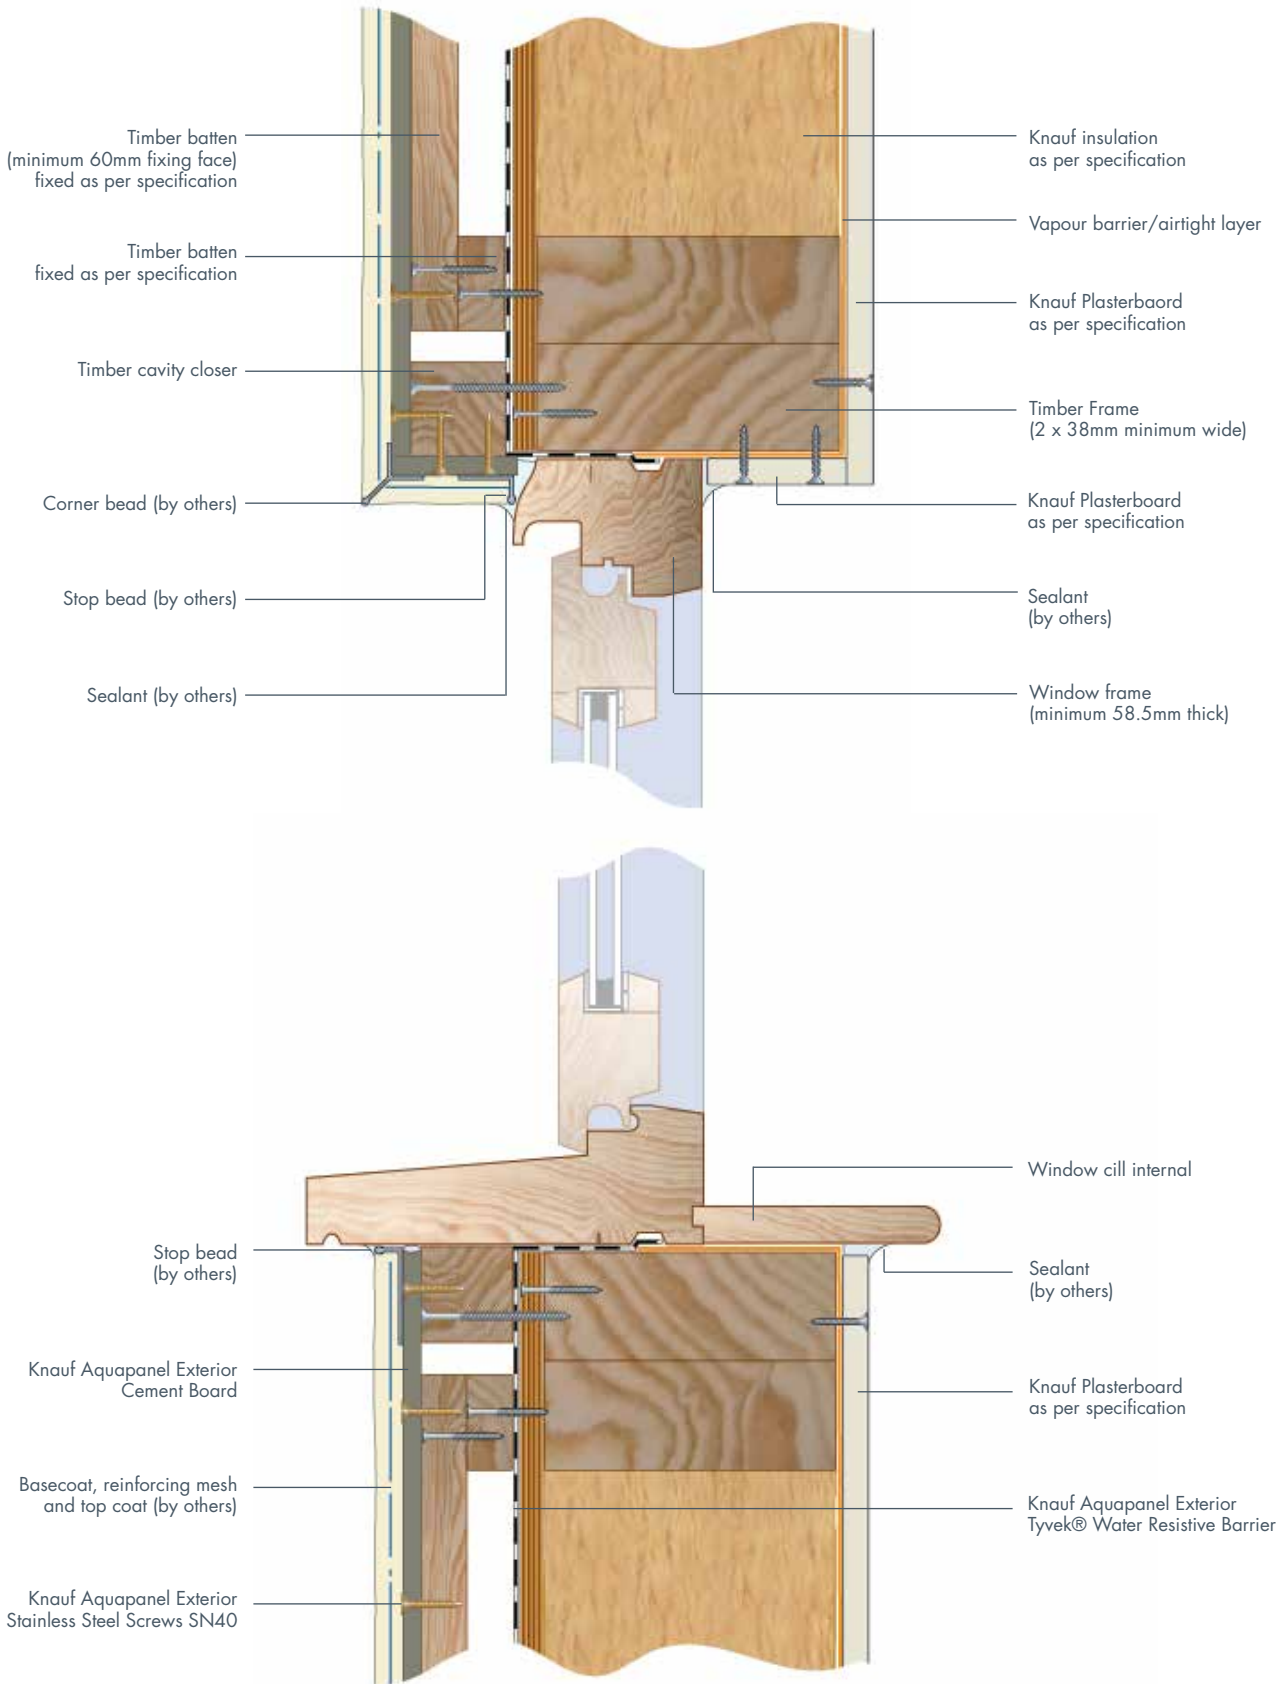 Timber batten
(minimum 60mm fixing face)
fixed as per specification
Timber batten
fixed as per specification
Timber cavity closer
Corner bead (by others)
Stop bead (by others)
Sealant (by others)
Knauf insulation
as per specification
Vapour barrier/airtight layer
Knauf Plasterbaord
as per specification
Timber Frame
(2 x 38mm minimum wide)
Knauf Plasterboard
as per specification
Sealant
(by others)
Window frame
(minimum 58.5mm thick)
Stop bead
(by others)
Knauf Aquapanel Exterior
Cement Board
Basecoat, reinforcing mesh
and top coat (by others)
Knauf Aquapanel Exterior
Stainless Steel Screws SN40
Window cill internal
Sealant
(by others)
Knauf Plasterboard
as per specification
Knauf Aquapanel Exterior
Tyvek® Water Resistive Barrier